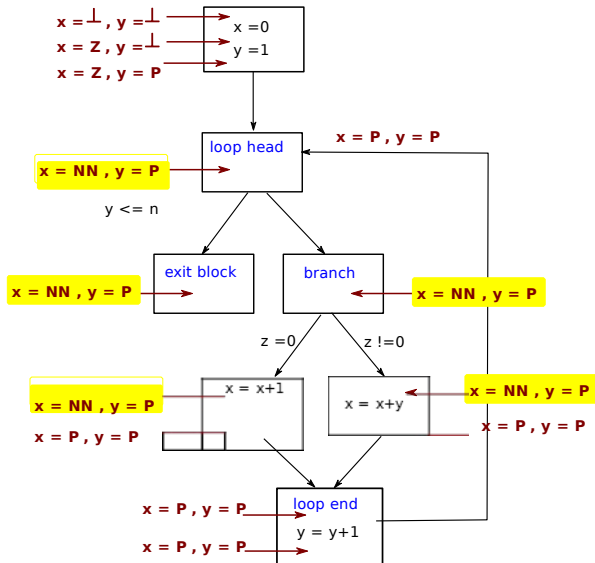 x = ⊥ , y = ⊥
x = Z , y = ⊥
x = Z , y = P
x =0
y =1
x = P , y = P
loop head
x = NN , y = P
y <= n
exit block
branch
x = NN , y = P
x = NN , y = P
z =0
z !=0
x = x+1
x = NN , y = P
x = x+y
x = NN , y = P
x = P , y = P
x = P , y = P
loop end
x = P , y = P
y = y+1
x = P , y = P